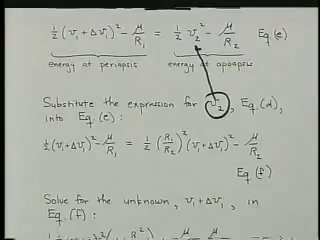 ½(v₁+Δv₁)² − μ/R₁ = ½ v₂² − μ/R₂ Eq.(e)
energy at periapsis energy at apoapsis
Substitute the expression for v₂, Eq.(d),
into Eq.(e):
½(v₁+Δv₁)² − μ/R₁ = ½ (R₁/R₂)² (v₁+Δv₁)² − μ/R₂
Eq.(f)
Solve for the unknown, v₁+Δv₁, in
Eq.(f):